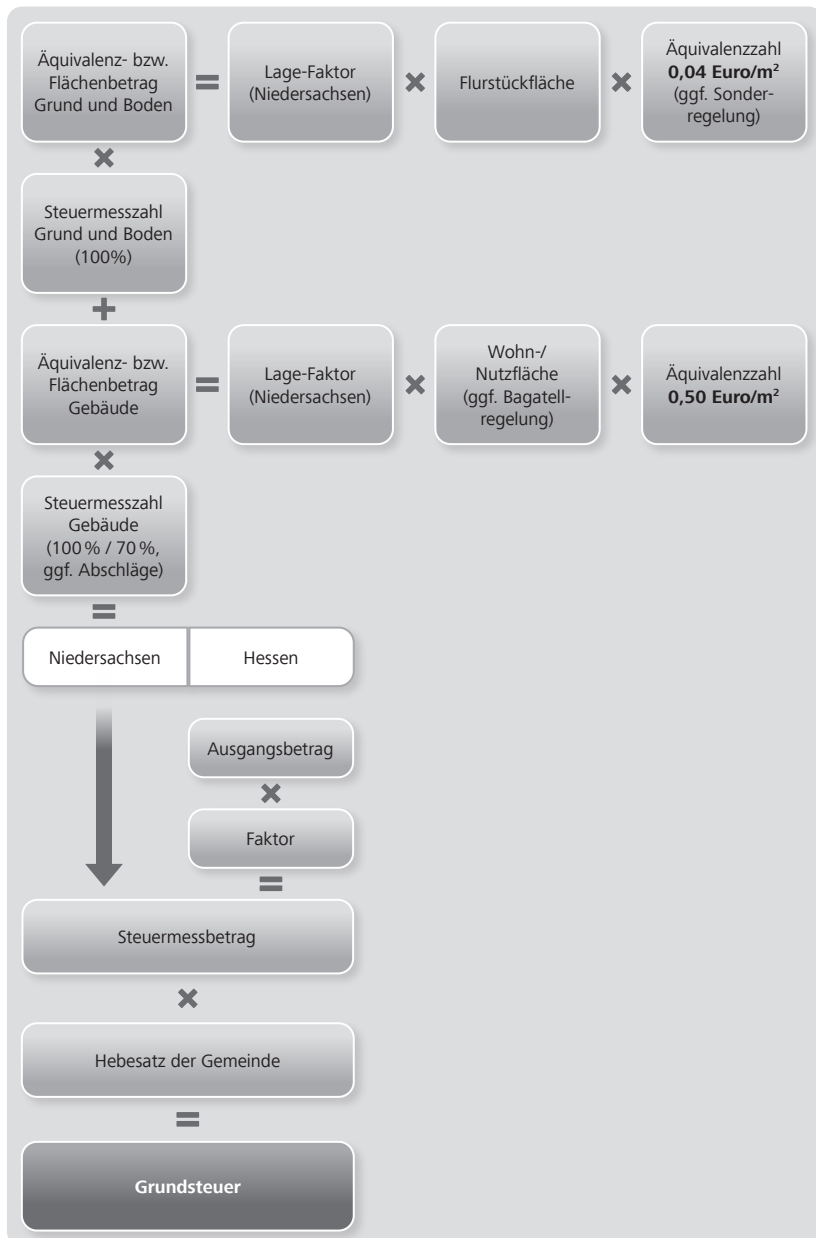 Äquivalenz- bzw.
Flächenbetrag
Grund und Boden
=
Lage-Faktor
(Niedersachsen)
×
Flurstückfläche
×
Äquivalenzzahl
0,04 Euro/m²
(ggf. Sonder-
regelung)
×
Steuermesszahl
Grund und Boden
(100%)
+
Äquivalenz- bzw.
Flächenbetrag
Gebäude
=
Lage-Faktor
(Niedersachsen)
×
Wohn-/
Nutzfläche
(ggf. Bagatell-
regelung)
×
Äquivalenzzahl
0,50 Euro/m²
×
Steuermesszahl
Gebäude
(100 % / 70 %,
ggf. Abschläge)
=
Niedersachsen
Hessen
Ausgangsbetrag
×
Faktor
=
Steuermessbetrag
×
Hebesatz der Gemeinde
=
Grundsteuer